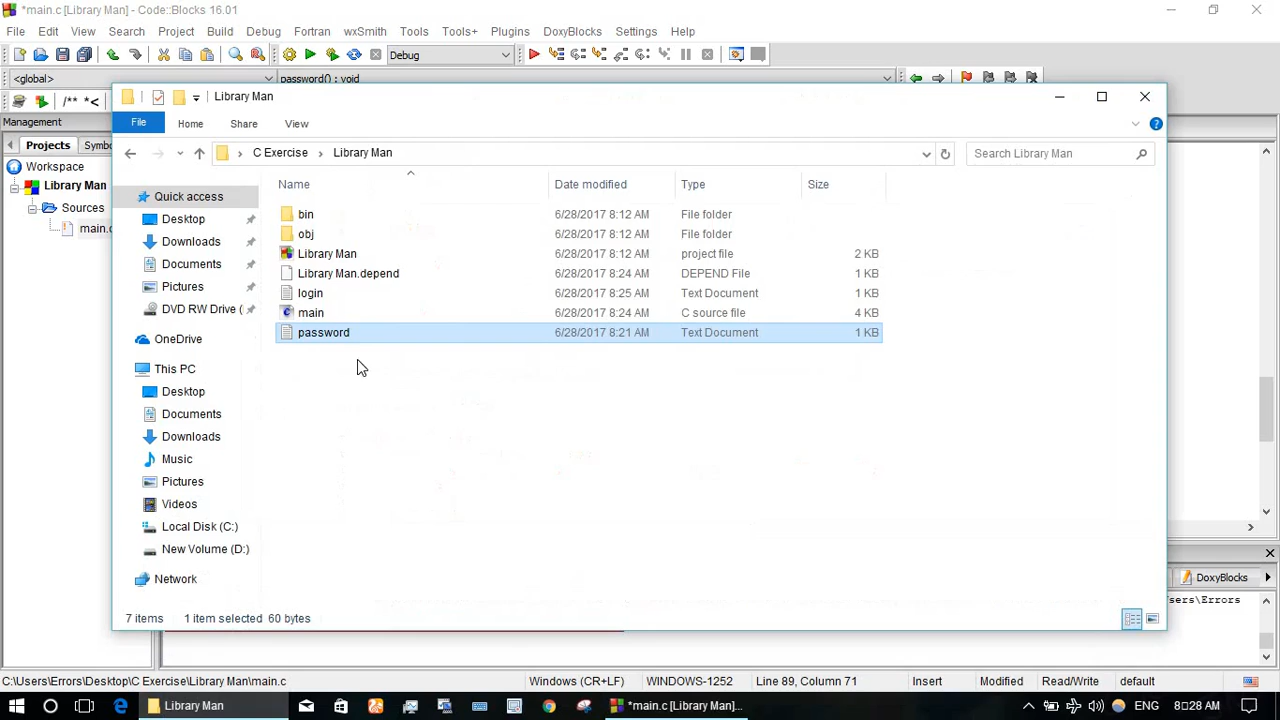 *main.c [Library Man] - Code::Blocks 16.01
File Edit View Search Project Build Debug Fortran wxSmith Tools Tools+ Plugins DoxyBlocks Settings Help
Debug
<global> password() : void
/** *<
Management
Projects Symbo
Workspace
Library Man
Sources
main.c
Library Man
File Home Share View
C Exercise Library Man
Search Library Man
Name Date modified Type Size
Quick access
Desktop
Downloads
Documents
Pictures
DVD RW Drive (
OneDrive
This PC
Desktop
Documents
Downloads
Music
Pictures
Videos
Local Disk (C:)
New Volume (D:)
Network
bin 6/28/2017 8:12 AM File folder
obj 6/28/2017 8:12 AM File folder
Library Man 6/28/2017 8:12 AM project file 2 KB
Library Man.depend 6/28/2017 8:24 AM DEPEND File 1 KB
login 6/28/2017 8:25 AM Text Document 1 KB
main 6/28/2017 8:24 AM C source file 4 KB
password 6/28/2017 8:21 AM Text Document 1 KB
7 items 1 item selected 60 bytes
DoxyBlocks
sers\Errors
C:\Users\Errors\Desktop\C Exercise\Library Man\main.c Windows (CR+LF) WINDOWS-1252 Line 89, Column 71 Insert Modified Read/Write default
Library Man *main.c [Library Man]... ENG 8:28 AM